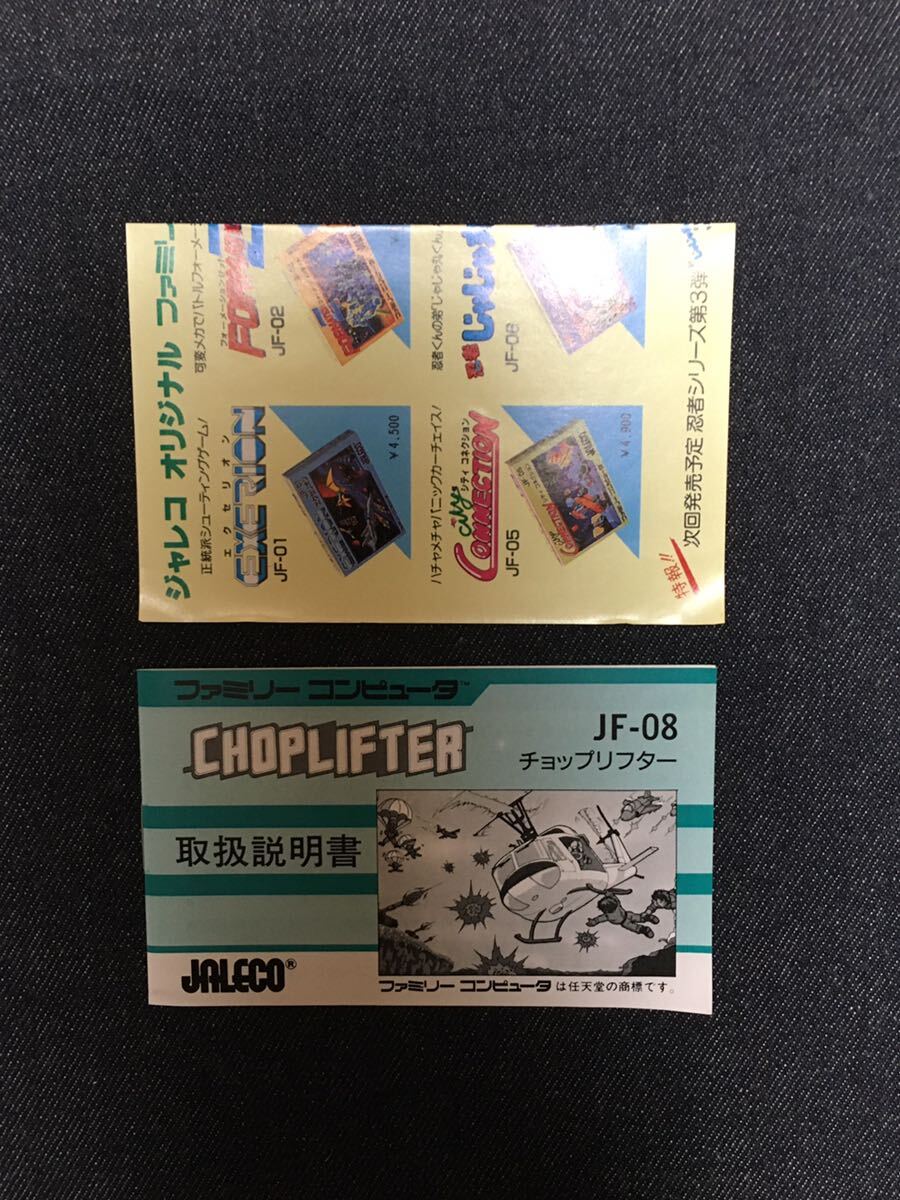 ジャレコ オリジナル ファミ
正統派シューティングゲーム!
EXERION
エクセリオン
JF-01
¥4,500
可変メカでバトルフォーメー
フォーメーションZ
FORMA
JF-02
ハチャメチャパニックカーチェイス!
City
CONNECTION
シティ コネクション
JF-05
¥4,900
忍者くんの弟「じゃじゃ丸くん」
忍者
じゃじゃ
JF-06
特報!!
次回発売予定 忍者シリーズ第3弾
ファミリー コンピュータ™
CHOPLIFTER
JF-08
チョップリフター
取扱説明書
JALECO®
ファミリー コンピュータは任天堂の商標です。